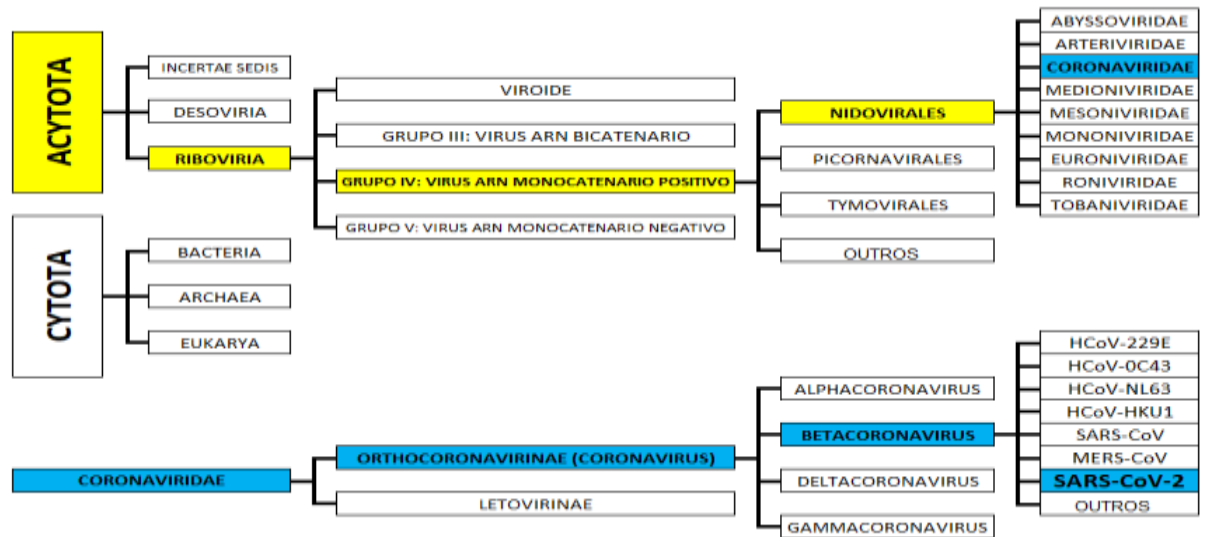 ACYTOTA
INCERTAE SEDIS
DESOVIRIA
RIBOVIRIA
VIROIDE
GRUPO III: VIRUS ARN BICATENARIO
GRUPO IV: VIRUS ARN MONOCATENARIO POSITIVO
GRUPO V: VIRUS ARN MONOCATENARIO NEGATIVO
NIDOVIRALES
PICORNAVIRALES
TYMOVIRALES
OUTROS
ABYSSOVIRIDAE
ARTERIVIRIDAE
CORONAVIRIDAE
MEDIONIVIRIDAE
MESONIVIRIDAE
MONONIVIRIDAE
EURONIVIRIDAE
RONIVIRIDAE
TOBANIVIRIDAE
CYTOTA
BACTERIA
ARCHAEA
EUKARYA
CORONAVIRIDAE
ORTHOCORONAVIRINAE (CORONAVIRUS)
LETOVIRINAE
ALPHACORONAVIRUS
BETACORONAVIRUS
DELTACORONAVIRUS
GAMMACORONAVIRUS
HCoV-229E
HCoV-0C43
HCoV-NL63
HCoV-HKU1
SARS-CoV
MERS-CoV
SARS-CoV-2
OUTROS